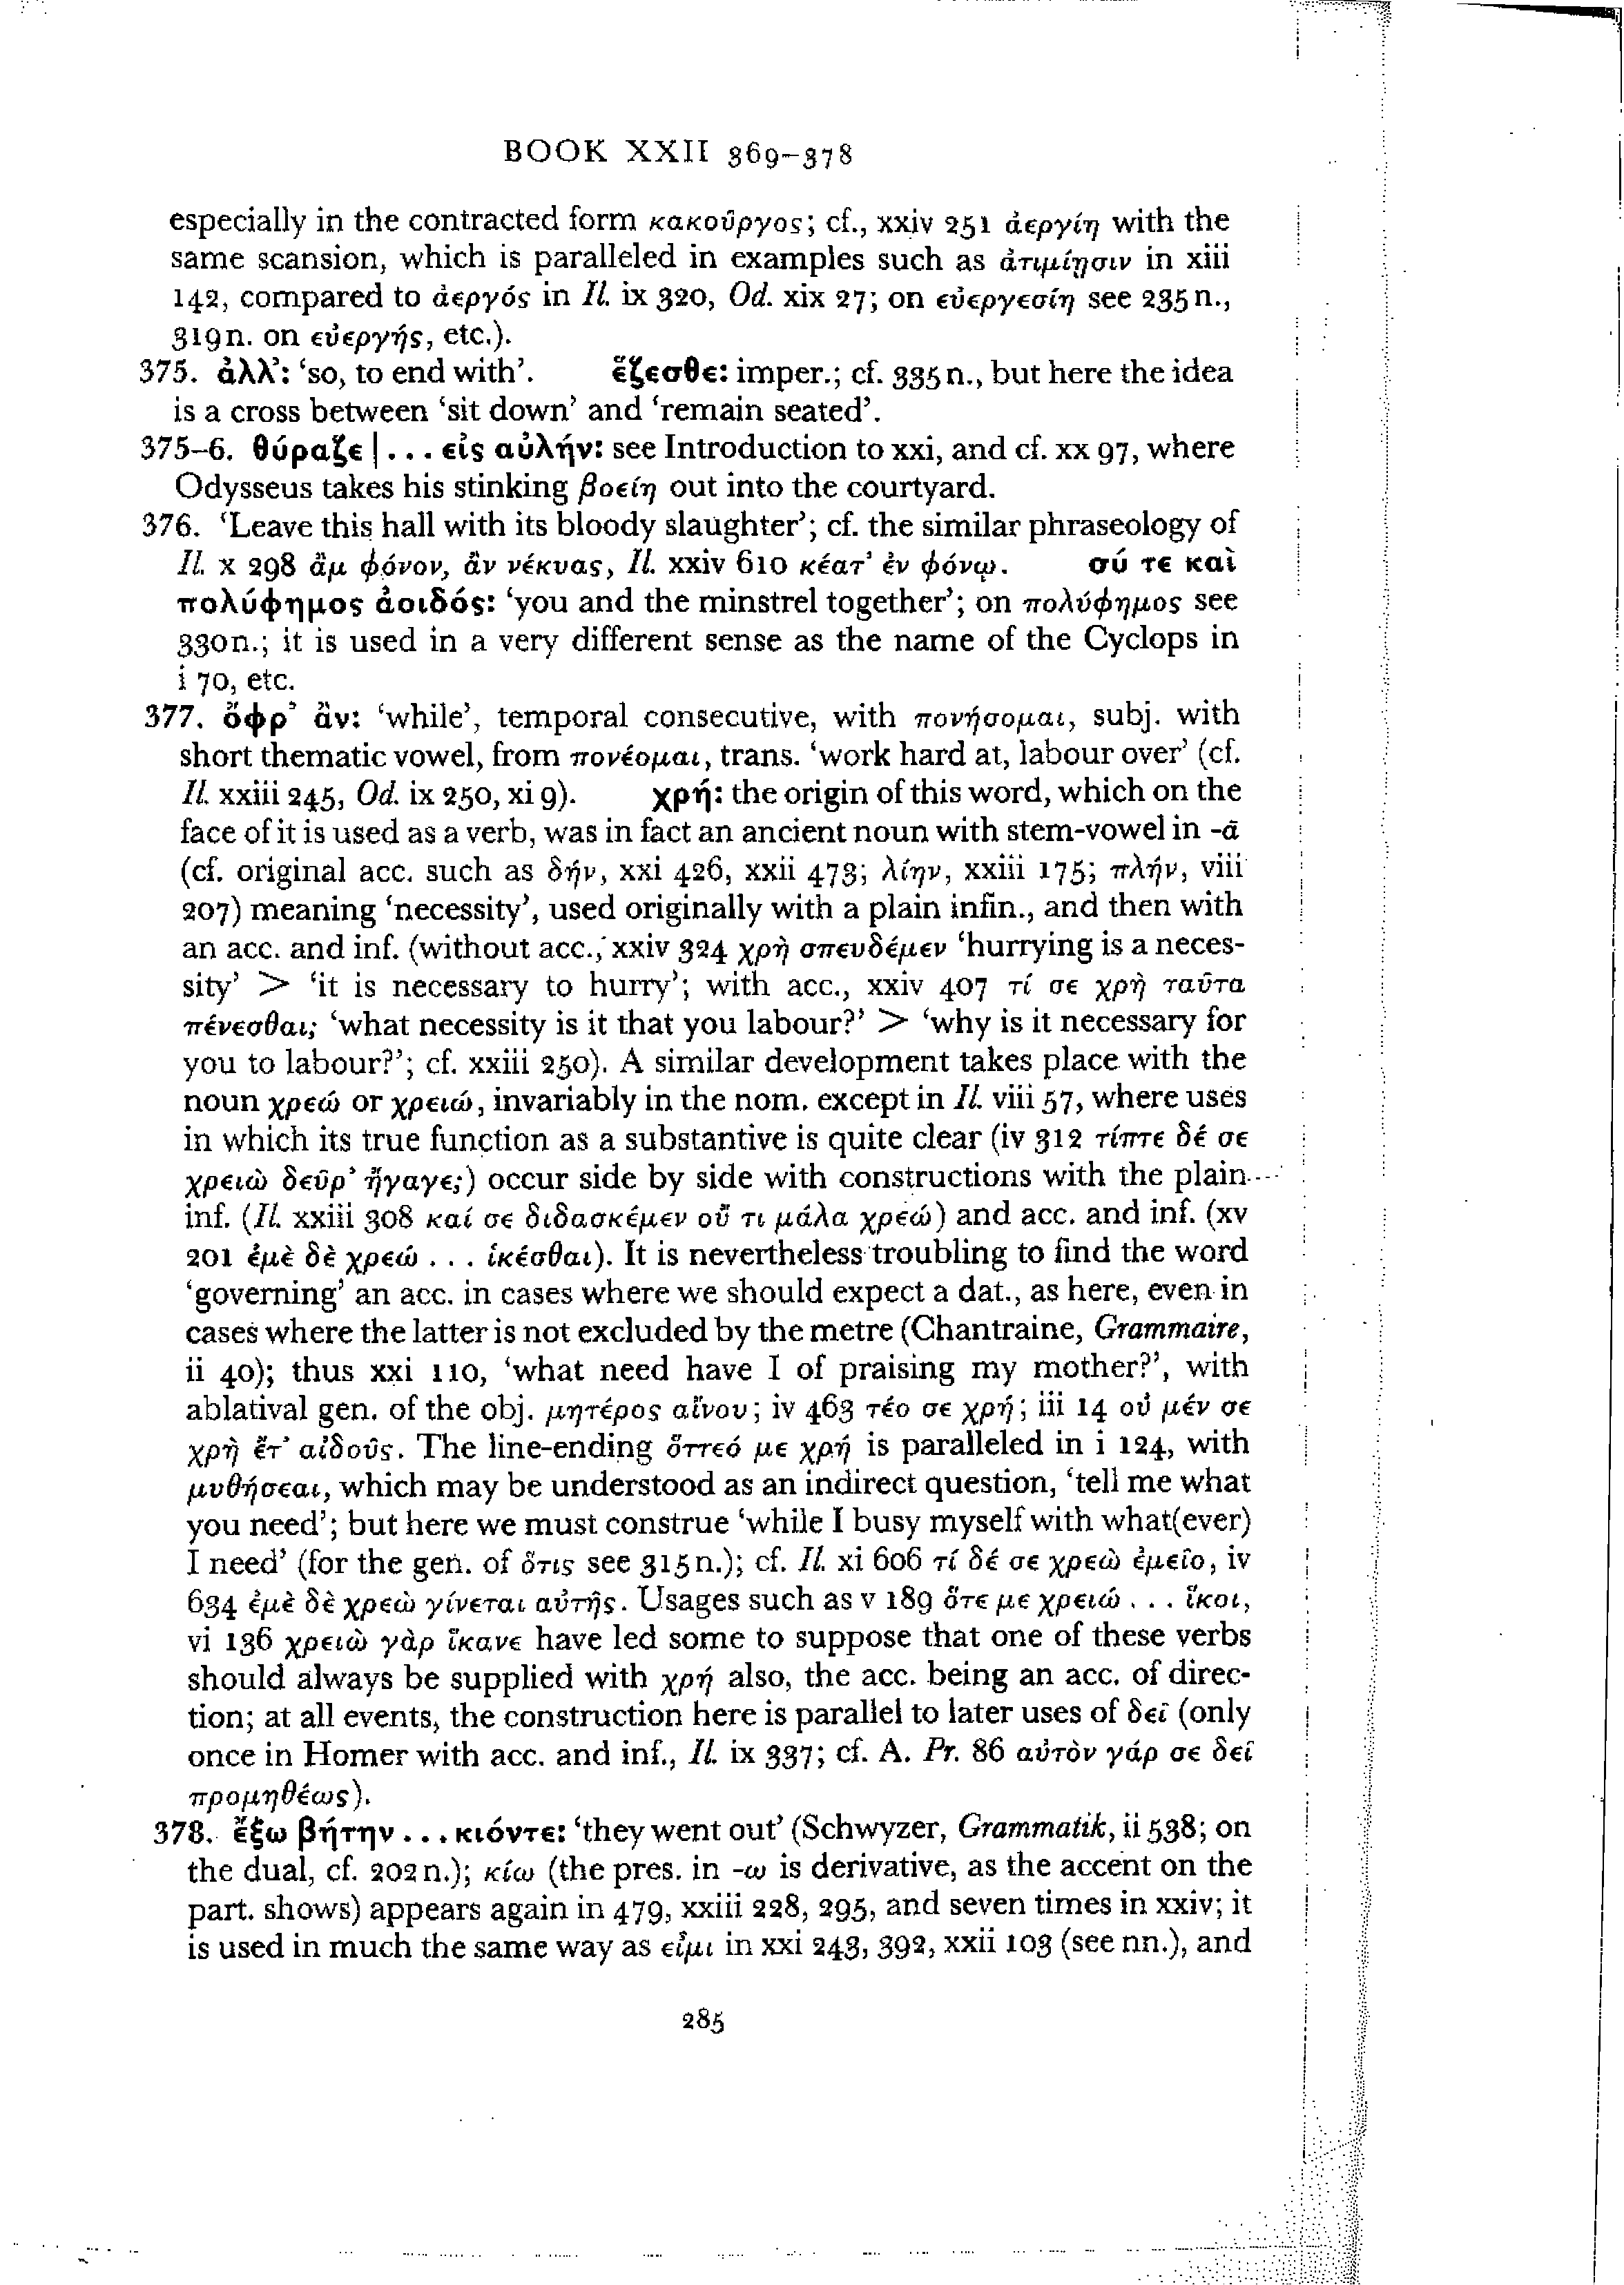 BOOK XXII 369–378
especially in the contracted form κακοῦργος; cf., xxiv 251 ἀεργίη with the
same scansion, which is paralleled in examples such as ἀτιμίῃσιν in xiii
142, compared to ἀεργός in Il. ix 320, Od. xix 27; on εὐεργεσίη see 235 n.,
319n. on εὐεργής, etc.).
375. ἀλλ’: ‘so, to end with’. ἕζεσθε: imper.; cf. 335 n., but here the idea
is a cross between ‘sit down’ and ‘remain seated’.
375–6. θύραζε | . . . εἰς αὐλήν: see Introduction to xxi, and cf. xx 97, where
Odysseus takes his stinking βοείη out into the courtyard.
376. ‘Leave this hall with its bloody slaughter’; cf. the similar phraseology of
Il. x 298 ἂμ φόνον, ἂν νέκυας, Il. xxiv 610 κέατ’ ἐν φόνῳ. σύ τε καὶ
πολύφημος ἀοιδός: ‘you and the minstrel together’; on πολύφημος see
330n.; it is used in a very different sense as the name of the Cyclops in
i 70, etc.
377. ὄφρ’ ἂν: ‘while’, temporal consecutive, with πονήσομαι, subj. with
short thematic vowel, from πονέομαι, trans. ‘work hard at, labour over’ (cf.
Il. xxiii 245, Od. ix 250, xi 9). χρή: the origin of this word, which on the
face of it is used as a verb, was in fact an ancient noun with stem-vowel in -ā
(cf. original acc. such as δήν, xxi 426, xxii 473; λίην, xxiii 175; πλήν, viii
207) meaning ‘necessity’, used originally with a plain infin., and then with
an acc. and inf. (without acc., xxiv 324 χρὴ σπευδέμεν ‘hurrying is a neces-
sity’ > ‘it is necessary to hurry’; with acc., xxiv 407 τί σε χρὴ ταῦτα
πένεσθαι; ‘what necessity is it that you labour?’ > ‘why is it necessary for
you to labour?’; cf. xxiii 250). A similar development takes place with the
noun χρεώ or χρειώ, invariably in the nom. except in Il. viii 57, where uses
in which its true function as a substantive is quite clear (iv 312 τίπτε δέ σε
χρειὼ δεῦρ’ ἤγαγε;) occur side by side with constructions with the plain
inf. (Il. xxiii 308 καί σε διδασκέμεν οὔ τι μάλα χρεώ) and acc. and inf. (xv
201 ἐμὲ δὲ χρεώ . . . ἱκέσθαι). It is nevertheless troubling to find the word
‘governing’ an acc. in cases where we should expect a dat., as here, even in
cases where the latter is not excluded by the metre (Chantraine, Grammaire,
ii 40); thus xxi 110, ‘what need have I of praising my mother?’, with
ablatival gen. of the obj. μητέρος αἴνου; iv 463 τέο σε χρή; iii 14 οὐ μέν σε
χρὴ ἔτ’ αἰδοῦς. The line-ending ὅττεό με χρή is paralleled in i 124, with
μυθήσεαι, which may be understood as an indirect question, ‘tell me what
you need’; but here we must construe ‘while I busy myself with what(ever)
I need’ (for the gen. of ὅτις see 315n.); cf. Il. xi 606 τί δέ σε χρεὼ ἐμεῖο, iv
634 ἐμὲ δὲ χρεὼ γίνεται αὐτῆς. Usages such as v 189 ὅτε με χρειώ . . . ἵκοι,
vi 136 χρειὼ γὰρ ἵκανε have led some to suppose that one of these verbs
should always be supplied with χρή also, the acc. being an acc. of direc-
tion; at all events, the construction here is parallel to later uses of δεῖ (only
once in Homer with acc. and inf., Il. ix 337; cf. A. Pr. 86 αὐτὸν γάρ σε δεῖ
προμηθέως).
378. ἔξω βήτην . . . κιόντε: ‘they went out’ (Schwyzer, Grammatik, ii 538; on
the dual, cf. 202n.); κίω (the pres. in -ω is derivative, as the accent on the
part. shows) appears again in 479, xxiii 228, 295, and seven times in xxiv; it
is used in much the same way as εἶμι in xxi 243, 392, xxii 103 (see nn.), and
285